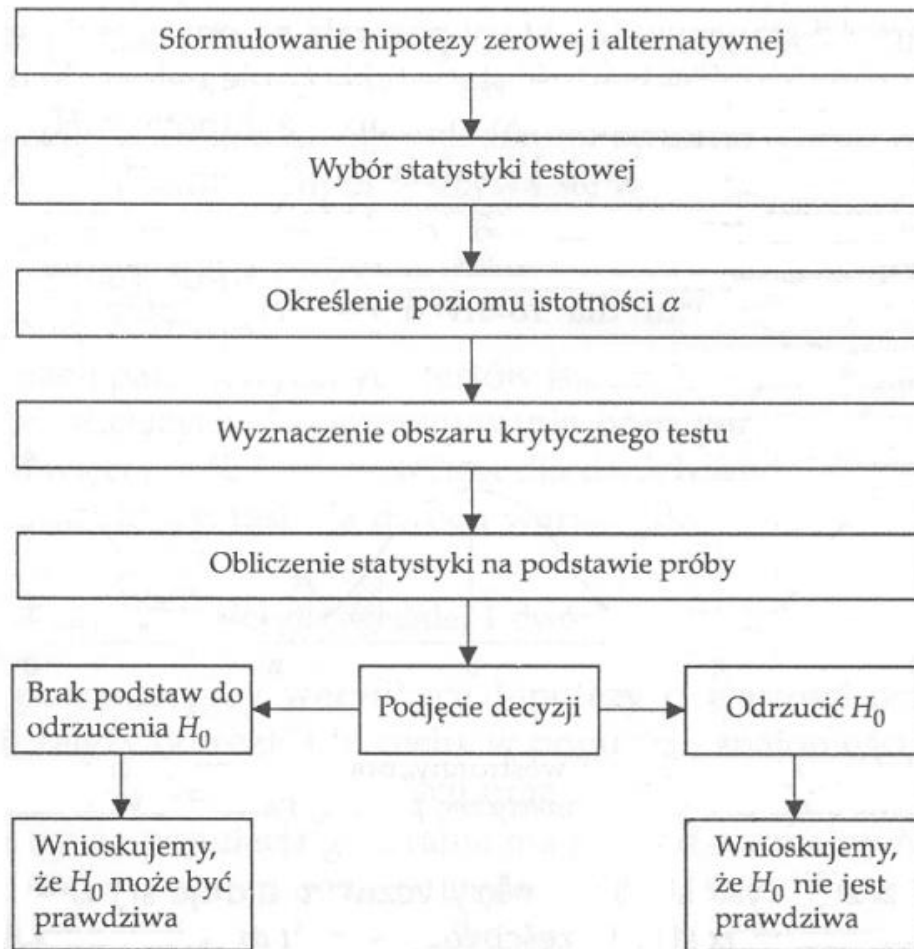 Sformułowanie hipotezy zerowej i alternatywnej
Wybór statystyki testowej
Określenie poziomu istotności α
Wyznaczenie obszaru krytycznego testu
Obliczenie statystyki na podstawie próby
Brak podstaw do
odrzucenia H₀
Podjęcie decyzji
Odrzucić H₀
Wnioskujemy,
że H₀ może być
prawdziwa
Wnioskujemy,
że H₀ nie jest
prawdziwa